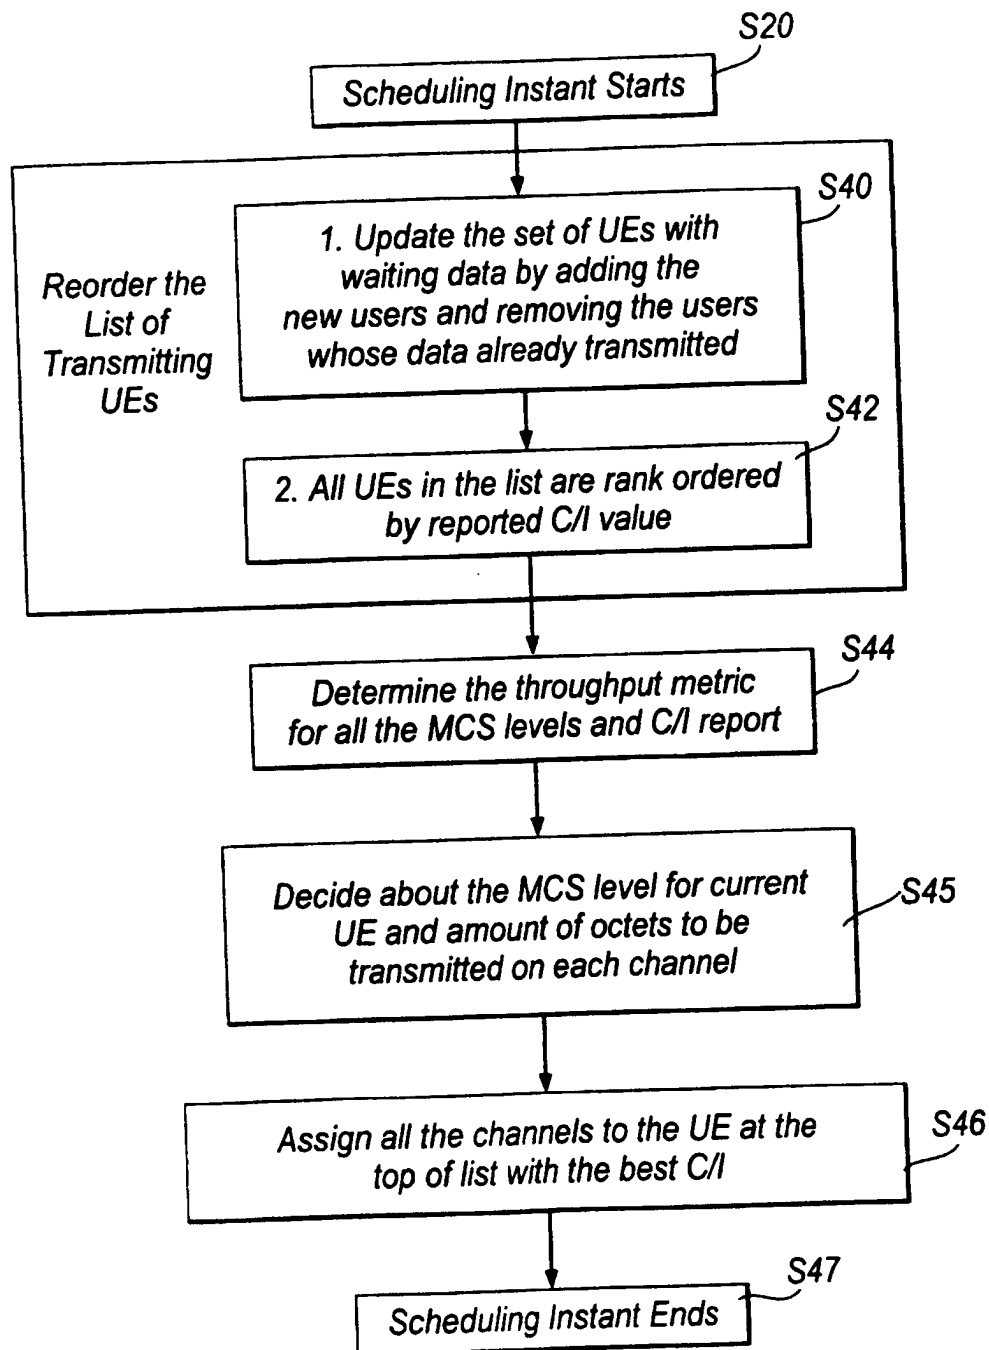 S20
Scheduling Instant Starts
Reorder the
List of
Transmitting
UEs
S40
1. Update the set of UEs with
waiting data by adding the
new users and removing the users
whose data already transmitted
S42
2. All UEs in the list are rank ordered
by reported C/I value
S44
Determine the throughput metric
for all the MCS levels and C/I report
Decide about the MCS level for current
UE and amount of octets to be
transmitted on each channel
S45
Assign all the channels to the UE at the
top of list with the best C/I
S46
S47
Scheduling Instant Ends